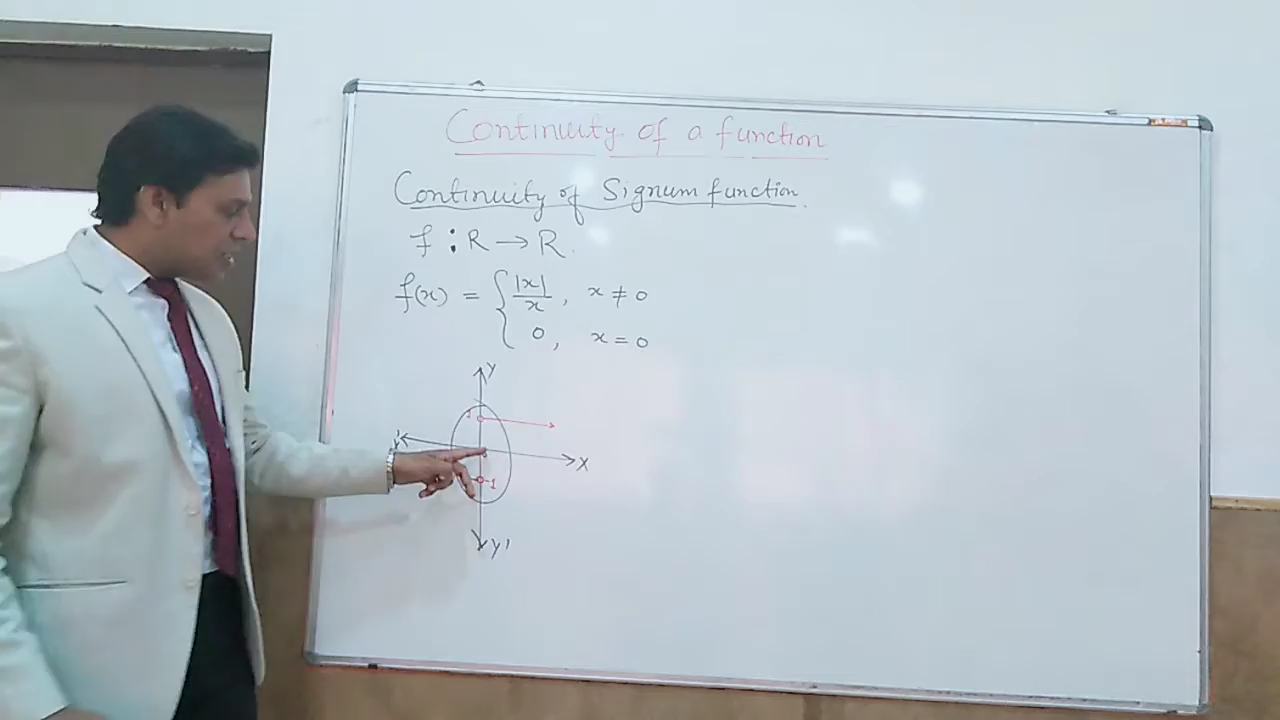 Continuity of a function
Continuity of Signum function.
f : R → R.
f(x) = { |x|/x , x ≠ 0
0 , x = 0
Y
1
X
-1
Y'